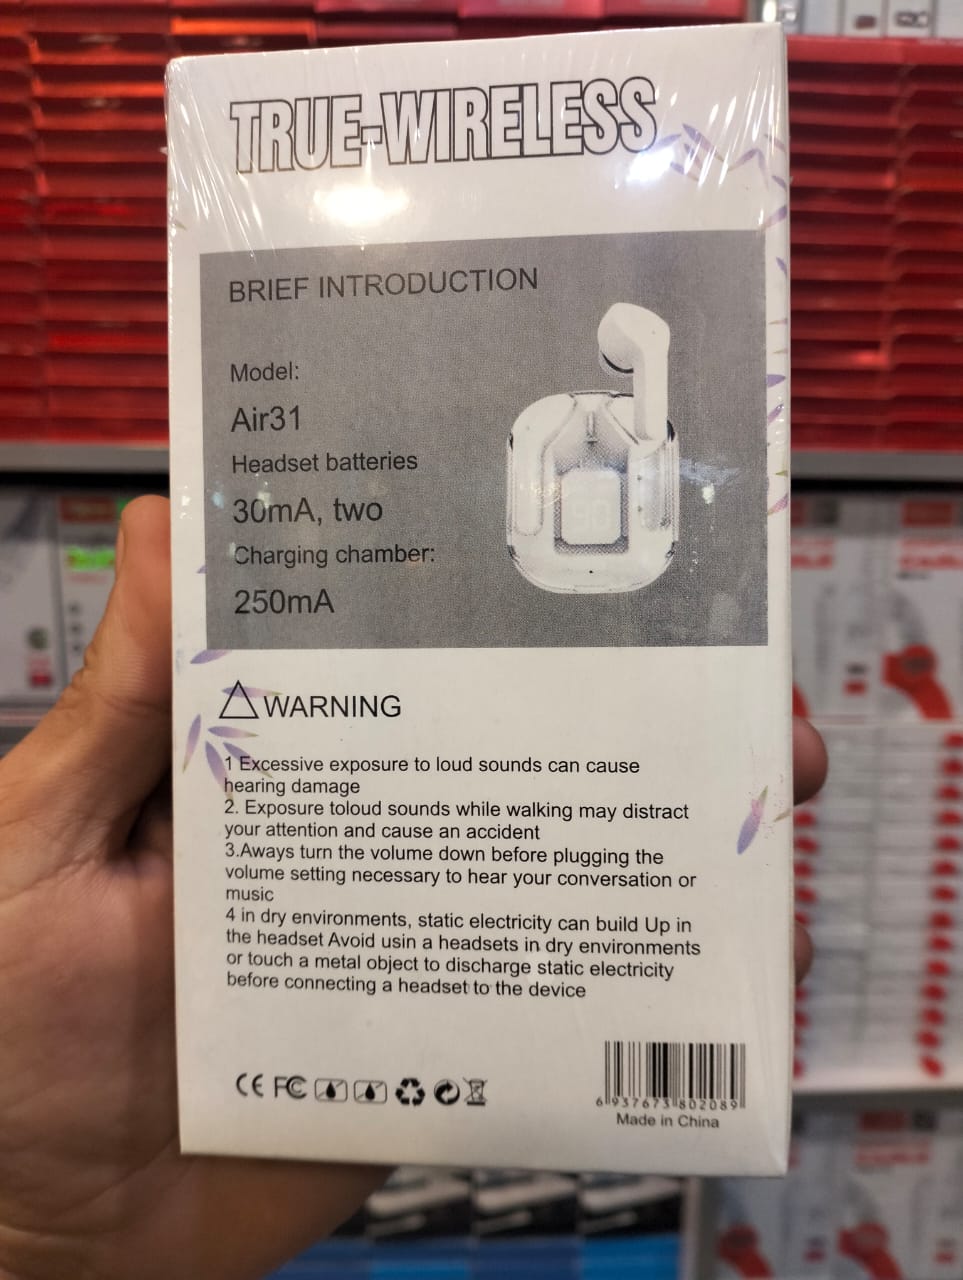 TRUE-WIRELESS
BRIEF INTRODUCTION
Model:
Air31
Headset batteries
30mA, two
Charging chamber:
250mA
90
WARNING
1 Excessive exposure to loud sounds can cause
hearing damage
2. Exposure toloud sounds while walking may distract
your attention and cause an accident
3.Aways turn the volume down before plugging the
volume setting necessary to hear your conversation or
music
4 in dry environments, static electricity can build Up in
the headset Avoid usin a headsets in dry environments
or touch a metal object to discharge static electricity
before connecting a headset to the device
CE FC
6 937673 802089
Made in China